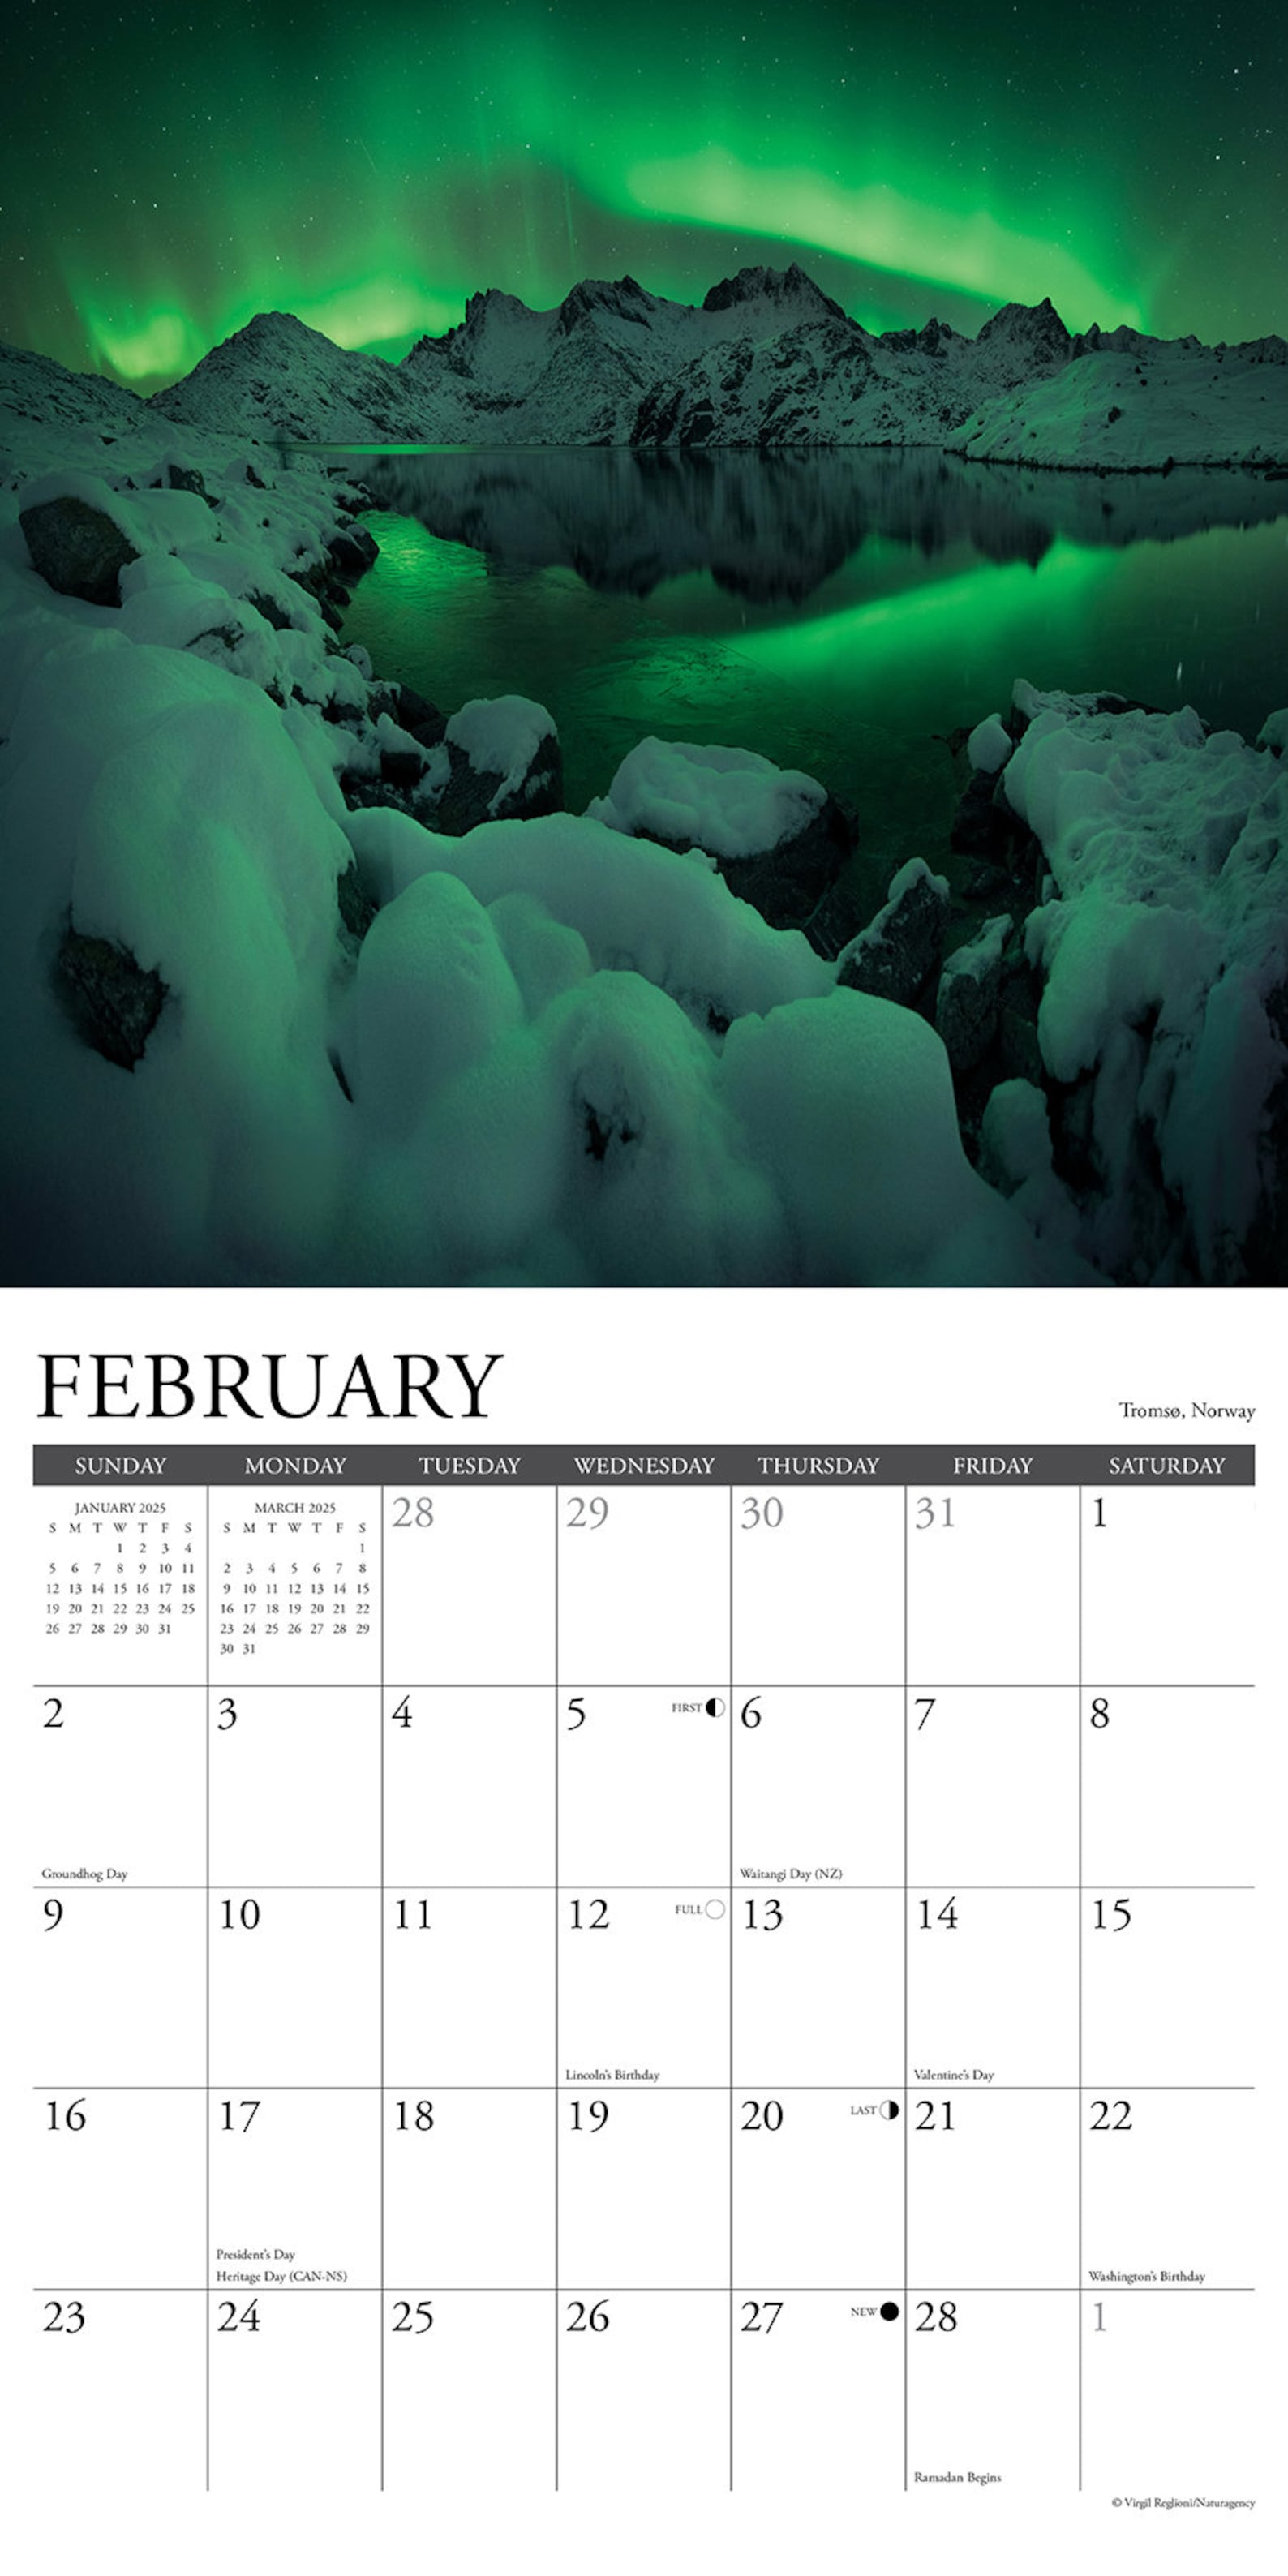 FEBRUARY
Tromsø, Norway
SUNDAY MONDAY TUESDAY WEDNESDAY THURSDAY FRIDAY SATURDAY
JANUARY 2025
S M T W T F S
1 2 3 4
5 6 7 8 9 10 11
12 13 14 15 16 17 18
19 20 21 22 23 24 25
26 27 28 29 30 31
MARCH 2025
S M T W T F S
1
2 3 4 5 6 7 8
9 10 11 12 13 14 15
16 17 18 19 20 21 22
23 24 25 26 27 28 29
30 31
28 29 30 31 1
2 3 4 5 FIRST 6 7 8
Groundhog Day Waitangi Day (NZ)
9 10 11 12 FULL 13 14 15
Lincoln's Birthday Valentine's Day
16 17 18 19 20 LAST 21 22
President's Day
Heritage Day (CAN-NS) Washington's Birthday
23 24 25 26 27 NEW 28 1
Ramadan Begins
© Virgil Reglioni/Naturagency